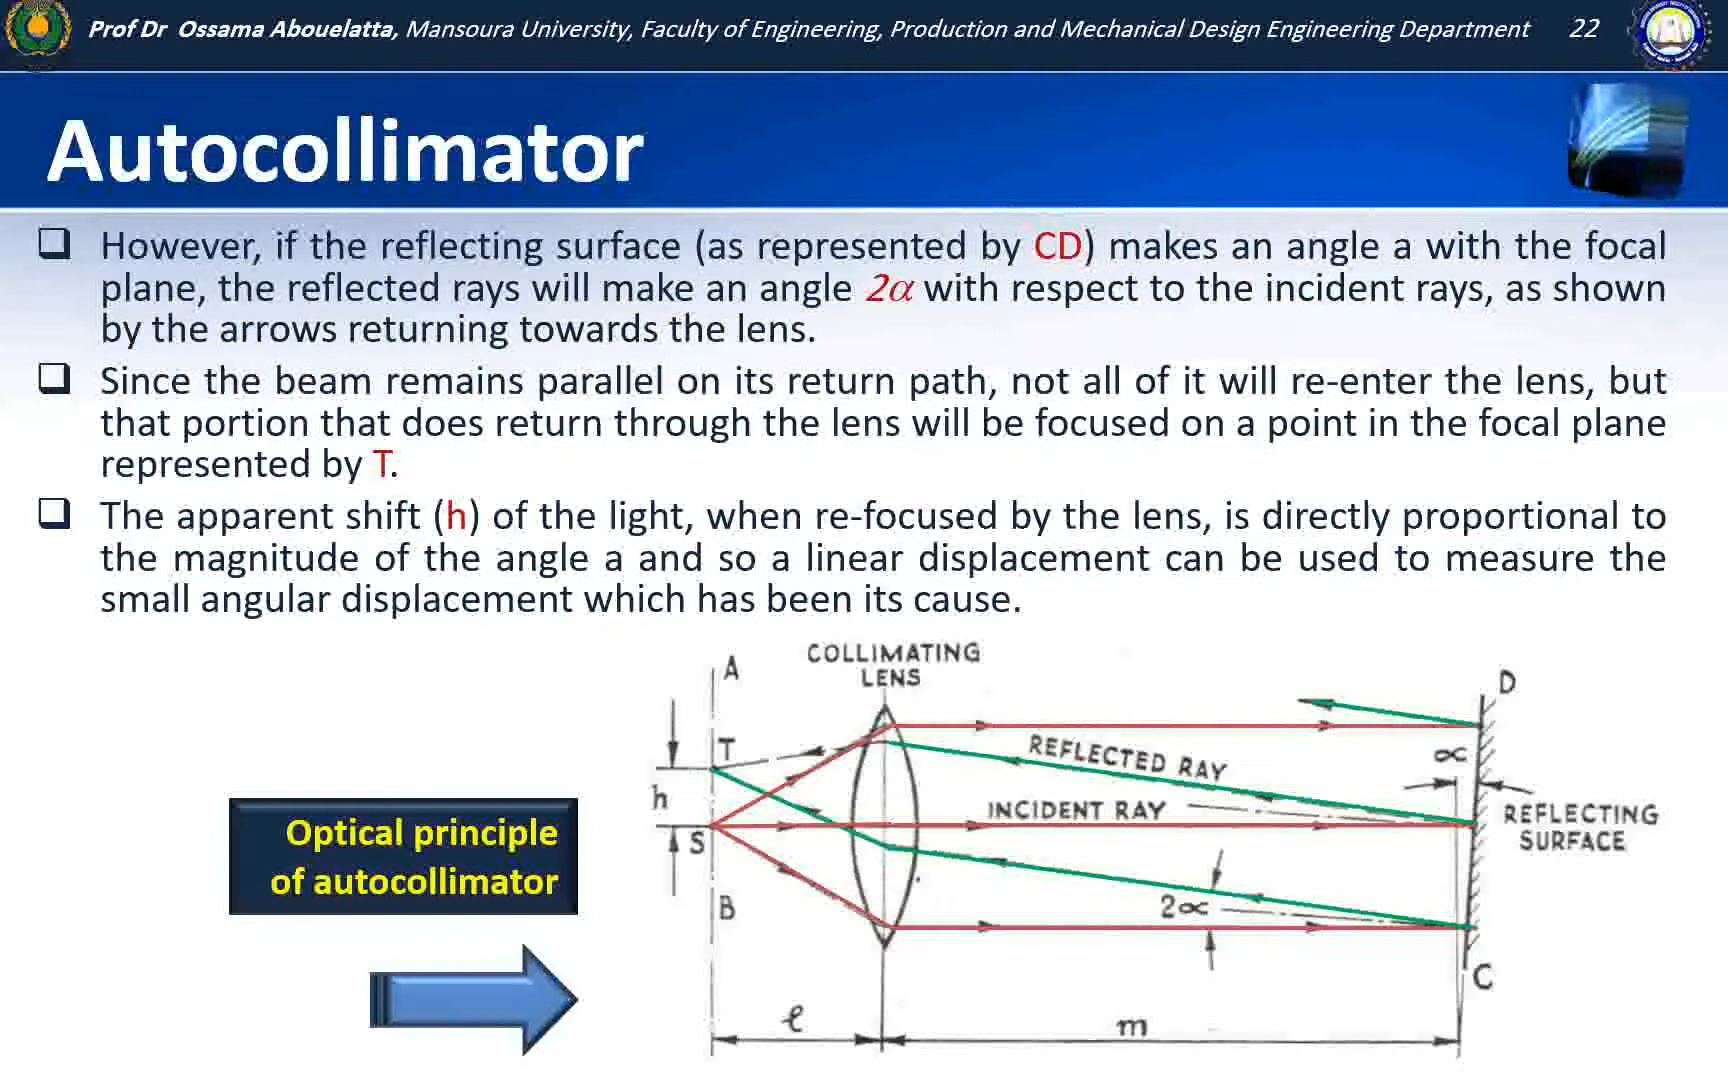 Prof Dr Ossama Abouelatta, Mansoura University, Faculty of Engineering, Production and Mechanical Design Engineering Department 22
Autocollimator
❑ However, if the reflecting surface (as represented by CD) makes an angle a with the focal
plane, the reflected rays will make an angle 2α with respect to the incident rays, as shown
by the arrows returning towards the lens.
❑ Since the beam remains parallel on its return path, not all of it will re-enter the lens, but
that portion that does return through the lens will be focused on a point in the focal plane
represented by T.
❑ The apparent shift (h) of the light, when re-focused by the lens, is directly proportional to
the magnitude of the angle a and so a linear displacement can be used to measure the
small angular displacement which has been its cause.
COLLIMATING
LENS
A
D
T
REFLECTED RAY
α
h
INCIDENT RAY
REFLECTING
SURFACE
S
B
2α
C
ℓ
m
Optical principle
of autocollimator